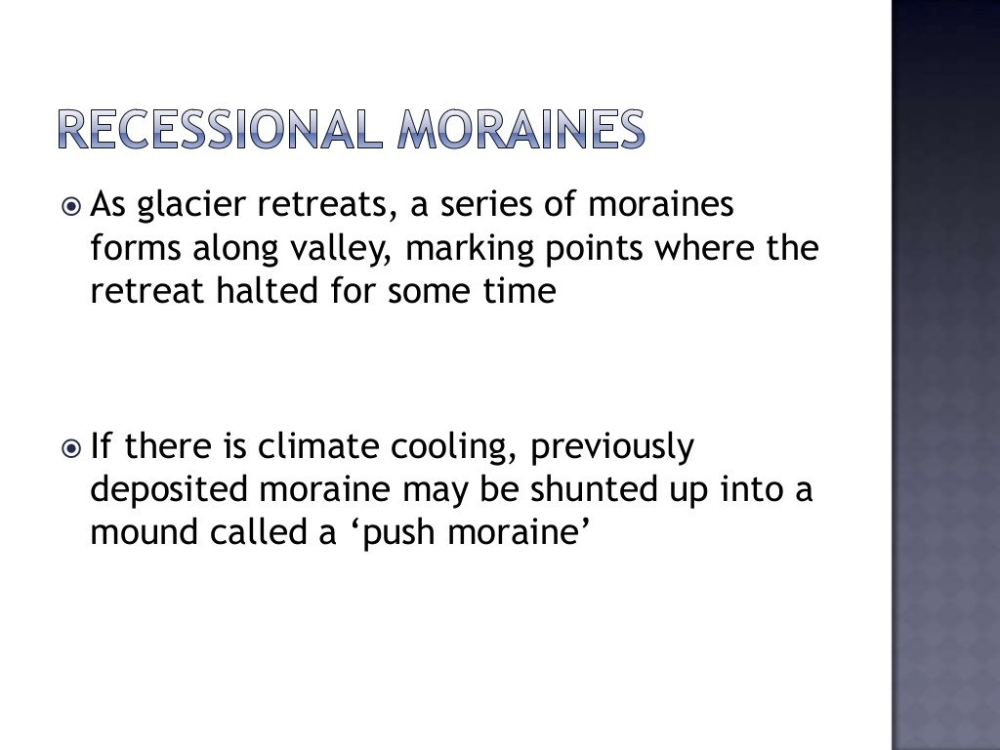 RECESSIONAL MORAINES
As glacier retreats, a series of moraines
forms along valley, marking points where the
retreat halted for some time
If there is climate cooling, previously
deposited moraine may be shunted up into a
mound called a ‘push moraine’